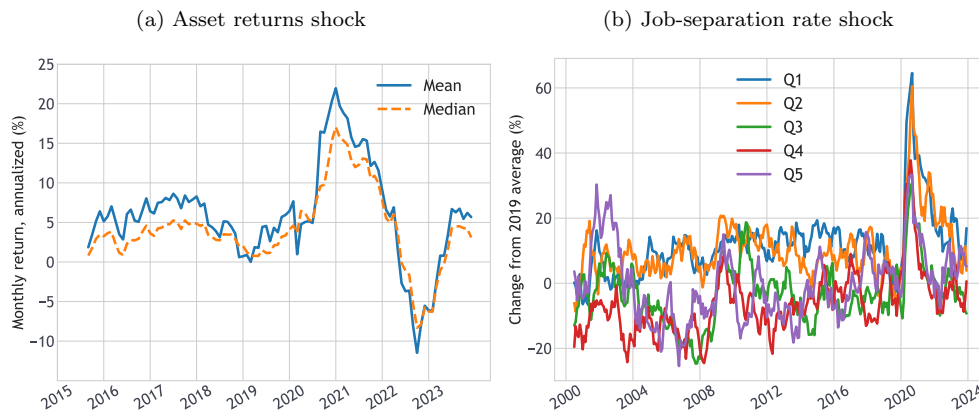 (a) Asset returns shock
Monthly return, annualized (%)
25
20
15
10
5
0
−5
−10
2015
2016
2017
2018
2019
2020
2021
2022
2023
Mean
Median
(b) Job-separation rate shock
Change from 2019 average (%)
60
40
20
0
−20
2000
2004
2008
2012
2016
2020
2024
Q1
Q2
Q3
Q4
Q5